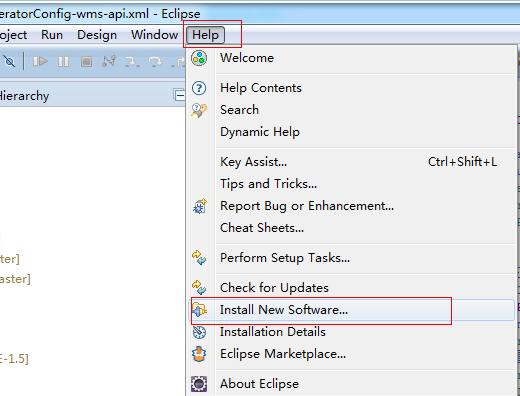 eratorConfig-wms-api.xml - Eclipse
oject Run Design Window Help
Hierarchy
Welcome
Help Contents
Search
Dynamic Help
Key Assist... Ctrl+Shift+L
Tips and Tricks...
Report Bug or Enhancement...
Cheat Sheets...
ter]
Perform Setup Tasks...
aster]
Check for Updates
Install New Software...
Installation Details
E-1.5]
Eclipse Marketplace...
About Eclipse